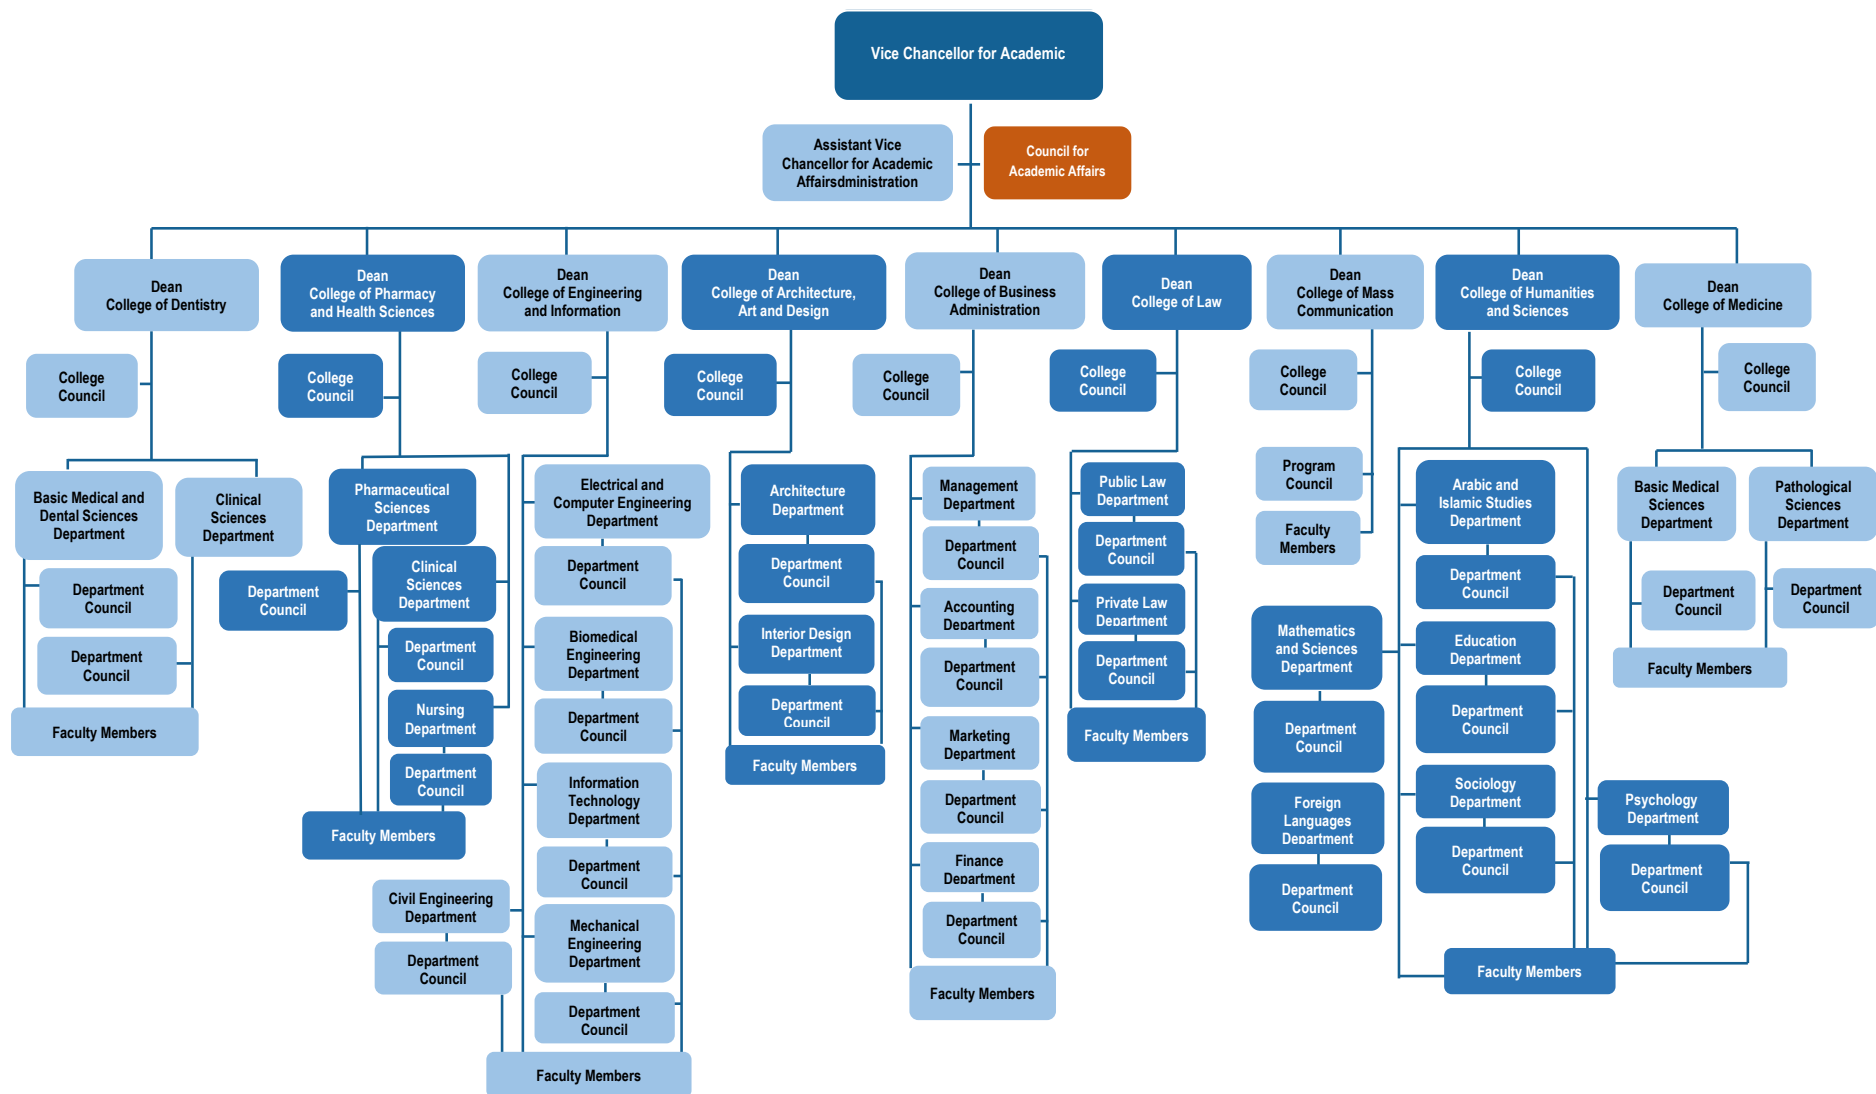 Vice Chancellor for Academic
Assistant Vice
Chancellor for Academic
Affairsdministration
Council for
Academic Affairs
Dean
College of Dentistry
College
Council
Basic Medical and
Dental Sciences
Department
Clinical
Sciences
Department
Department
Council
Department
Council
Faculty Members
Dean
College of Pharmacy
and Health Sciences
College
Council
Pharmaceutical
Sciences
Department
Department
Council
Clinical
Sciences
Department
Department
Council
Nursing
Department
Department
Council
Faculty Members
Dean
College of Engineering
and Information
College
Council
Electrical and
Computer Engineering
Department
Department
Council
Biomedical
Engineering
Department
Department
Council
Information
Technology
Department
Department
Council
Civil Engineering
Department
Department
Council
Mechanical
Engineering
Department
Department
Council
Faculty Members
Dean
College of Architecture,
Art and Design
College
Council
Architecture
Department
Department
Council
Interior Design
Department
Department
Council
Faculty Members
Dean
College of Business
Administration
College
Council
Management
Department
Department
Council
Accounting
Department
Department
Council
Marketing
Department
Department
Council
Finance
Department
Department
Council
Faculty Members
Dean
College of Law
College
Council
Public Law
Department
Department
Council
Private Law
Department
Department
Council
Faculty Members
Dean
College of Mass
Communication
College
Council
Program
Council
Faculty
Members
Dean
College of Humanities
and Sciences
College
Council
Arabic and
Islamic Studies
Department
Department
Council
Mathematics
and Sciences
Department
Department
Council
Education
Department
Department
Council
Foreign
Languages
Department
Department
Council
Sociology
Department
Department
Council
Psychology
Department
Department
Council
Faculty Members
Dean
College of Medicine
College
Council
Basic Medical
Sciences
Department
Pathological
Sciences
Department
Department
Council
Department
Council
Faculty Members